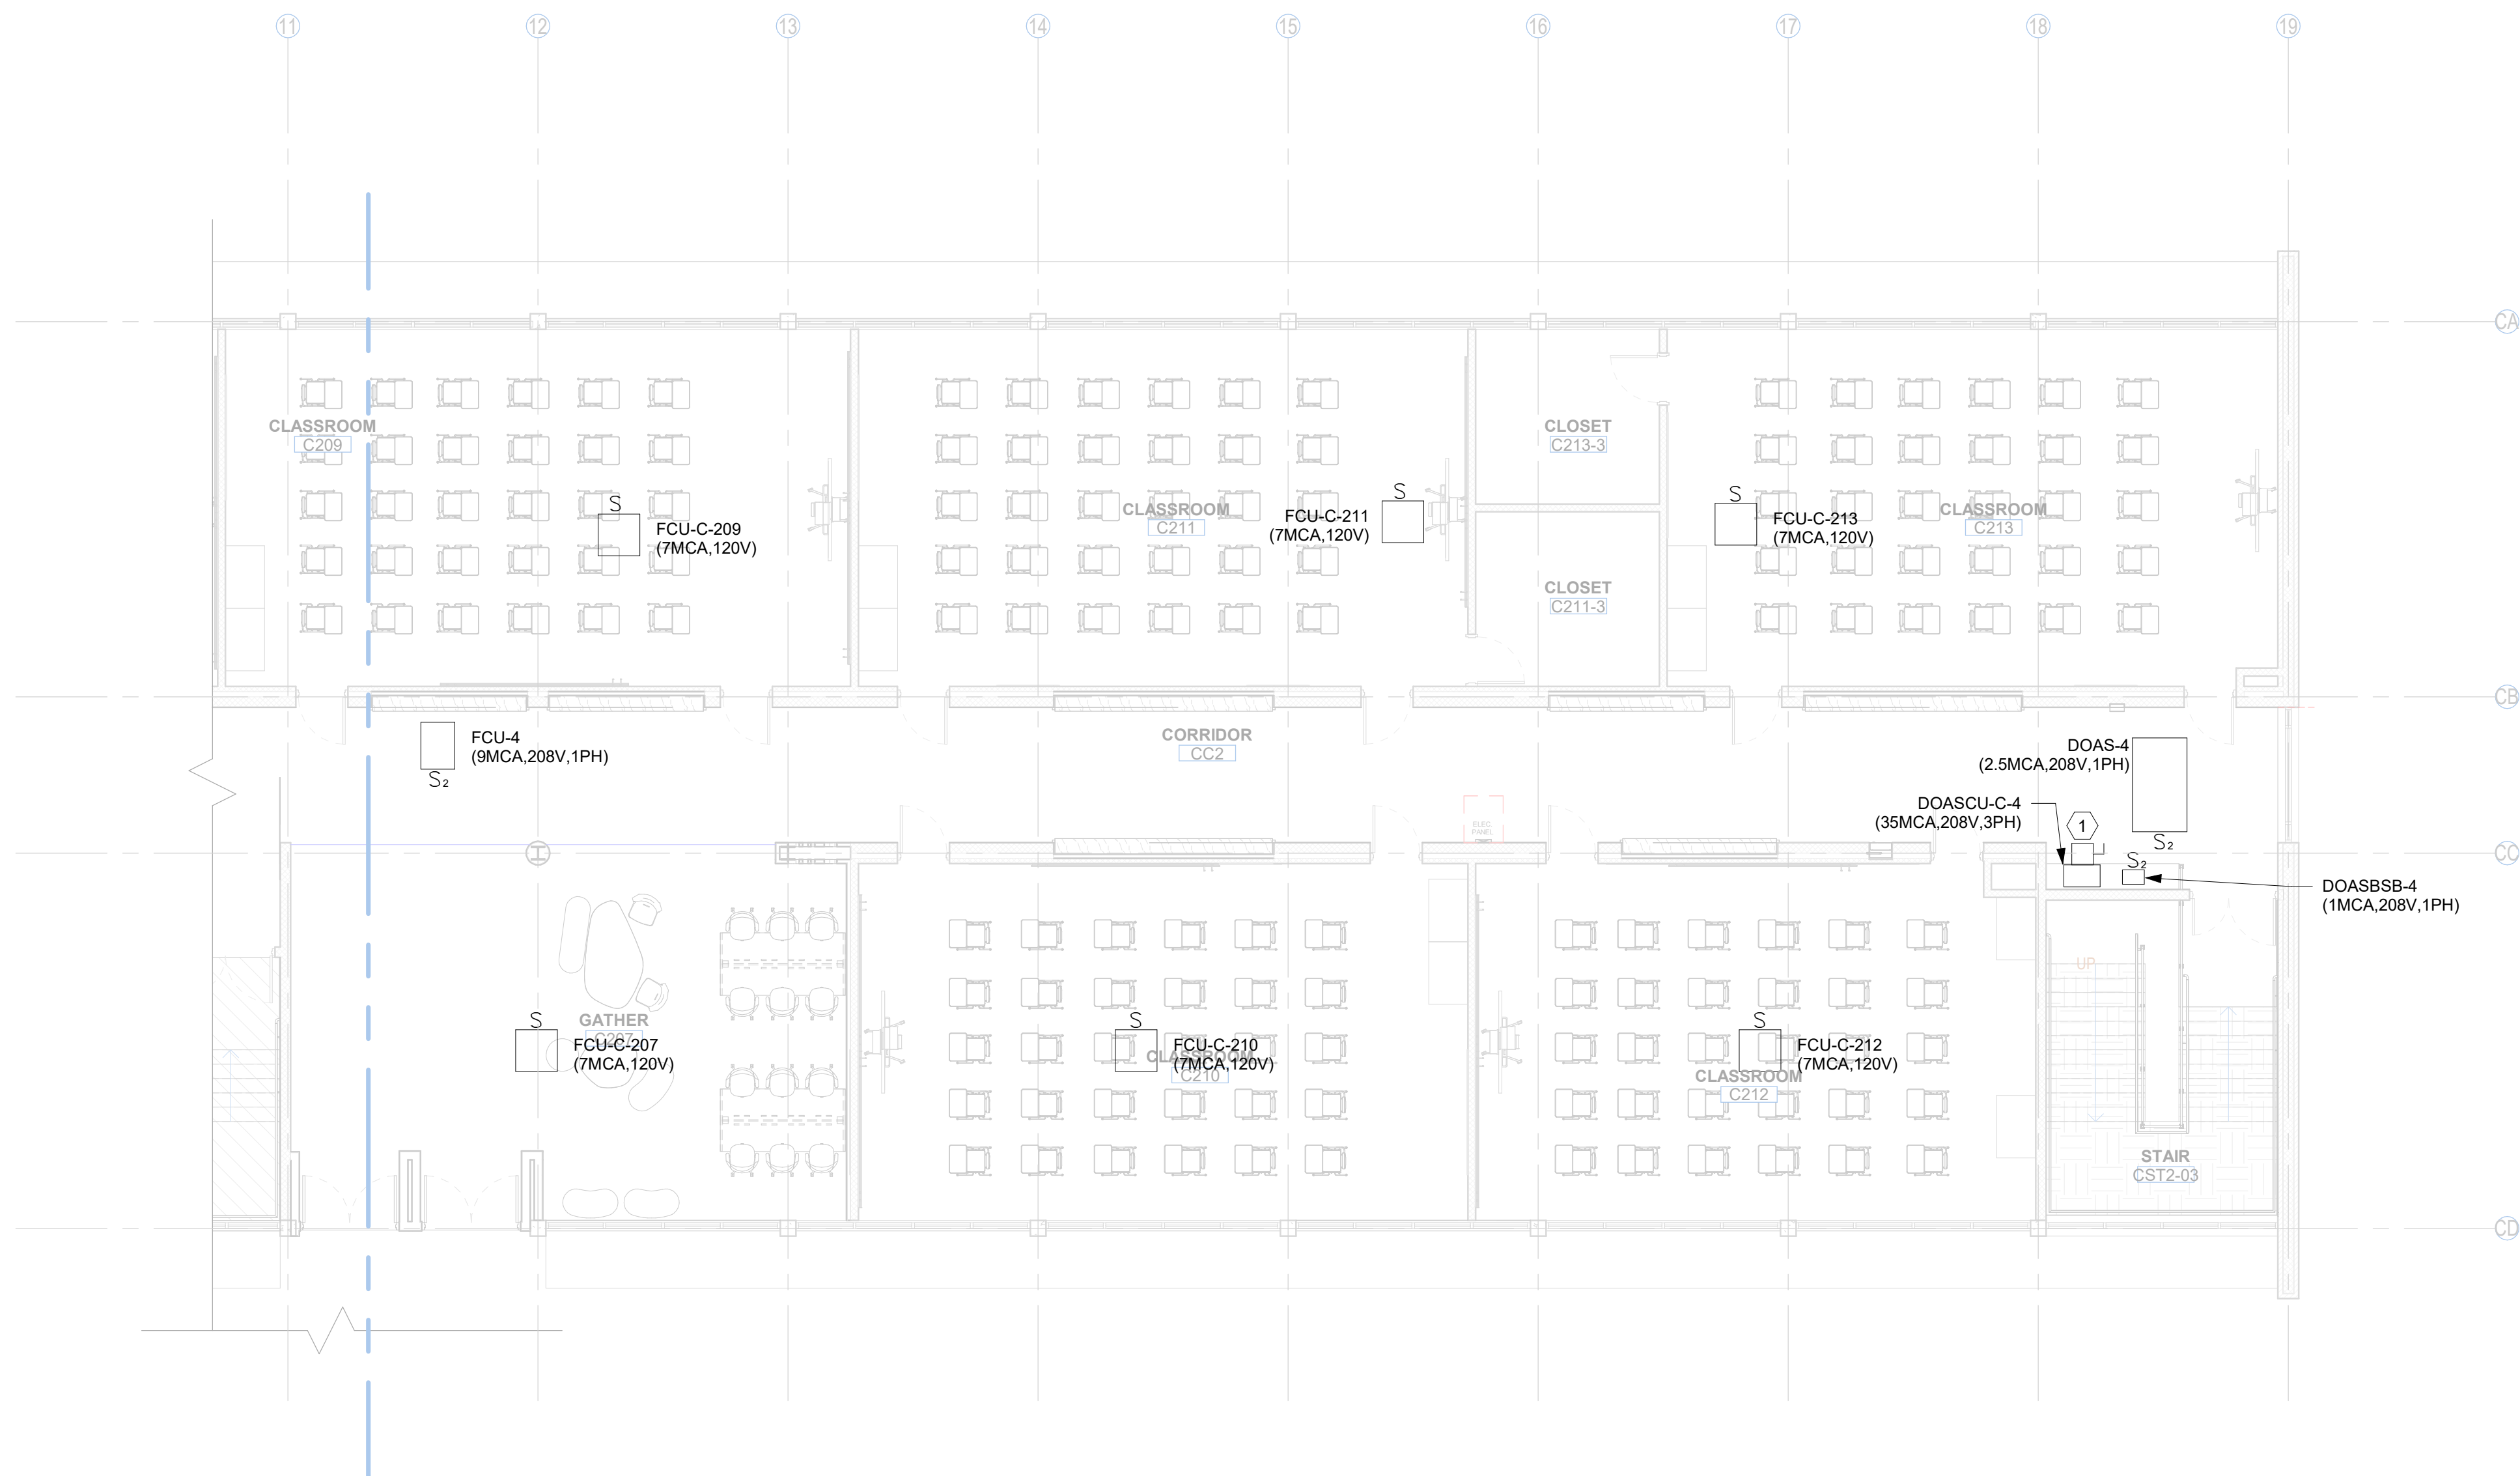 11
12
13
14
15
16
17
18
19
CA
CLASSROOM
C209
CLOSET
C213-3
S
FCU-C-209
(7MCA,120V)
CLASSROOM
C211
S
FCU-C-211
(7MCA,120V)
S
FCU-C-213
(7MCA,120V)
CLASSROOM
C213
CLOSET
C211-3
CB
FCU-4
(9MCA,208V,1PH)
S2
CORRIDOR
CC2
DOAS-4
(2.5MCA,208V,1PH)
S2
DOASCU-C-4
(35MCA,208V,3PH)
1
ELEC.
PANEL
CC
S2
DOASBSB-4
(1MCA,208V,1PH)
UP
GATHER
C207
S
FCU-C-207
(7MCA,120V)
S
FCU-C-210
(7MCA,120V)
CLASSROOM
C210
S
FCU-C-212
(7MCA,120V)
CLASSROOM
C212
STAIR
CST2-03
CD